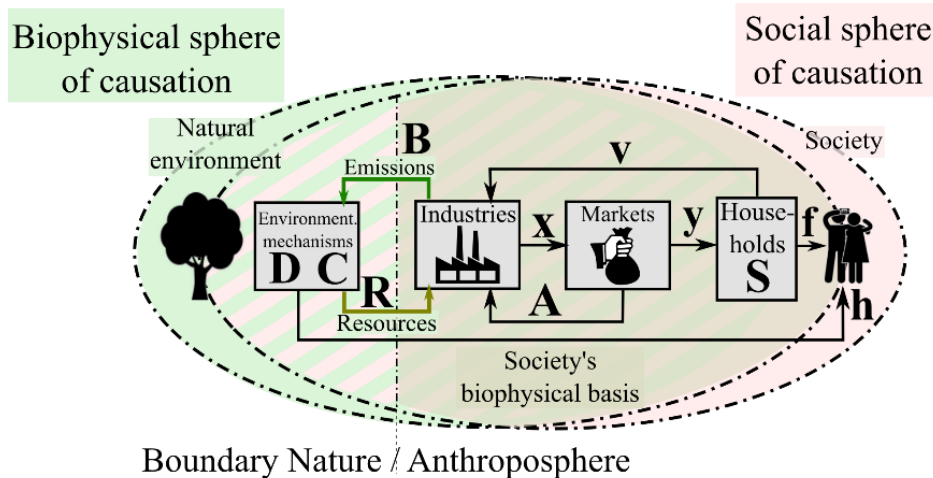 Biophysical sphere
of causation
Social sphere
of causation
Natural
environment
Society
B
Emissions
v
Environment.
mechanisms
D C
Industries
x
Markets
y
House-
holds
S
f
R
Resources
A
h
Society's
biophysical basis
Boundary Nature / Anthroposphere